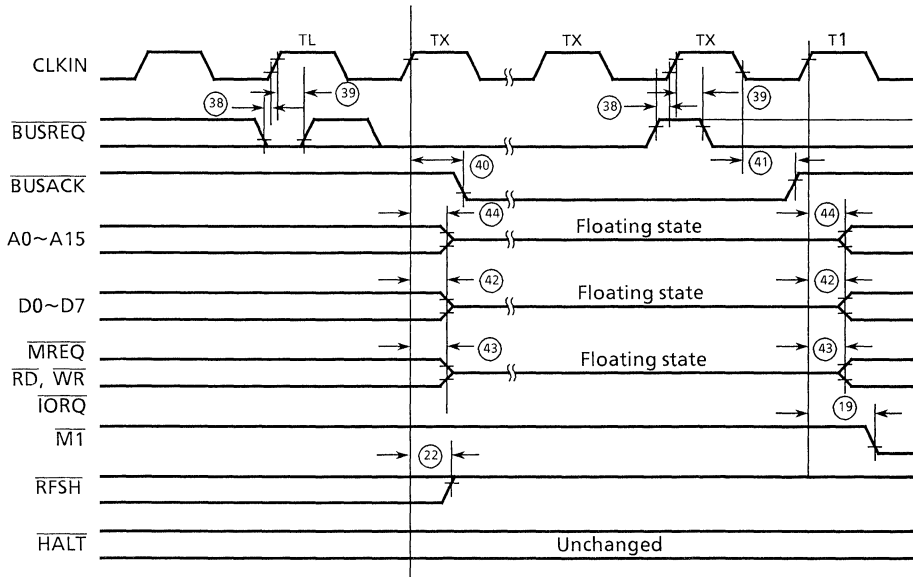 TL TX TX TX T1
CLKIN
38 39 38 39
BUSREQ
40 41
BUSACK
44 Floating state 44
A0~A15
42 Floating state 42
D0~D7
MREQ 43 Floating state 43
RD, WR
IORQ 19
M1
22
RFSH
HALT Unchanged